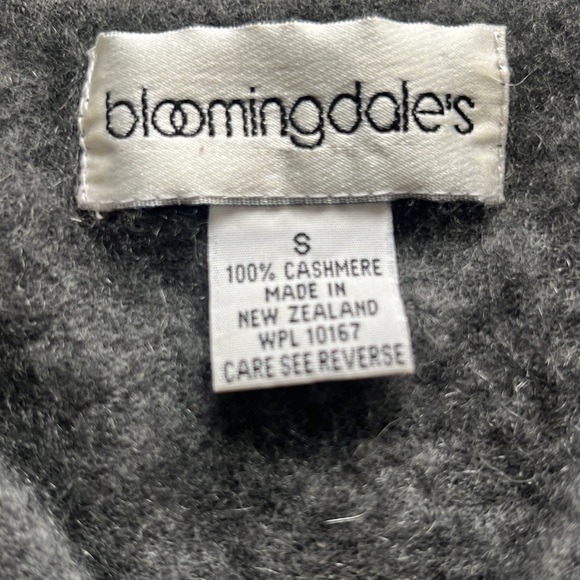 bloomingdale's
S
100% CASHMERE
MADE IN
NEW ZEALAND
WPL 10167
CARE SEE REVERSE